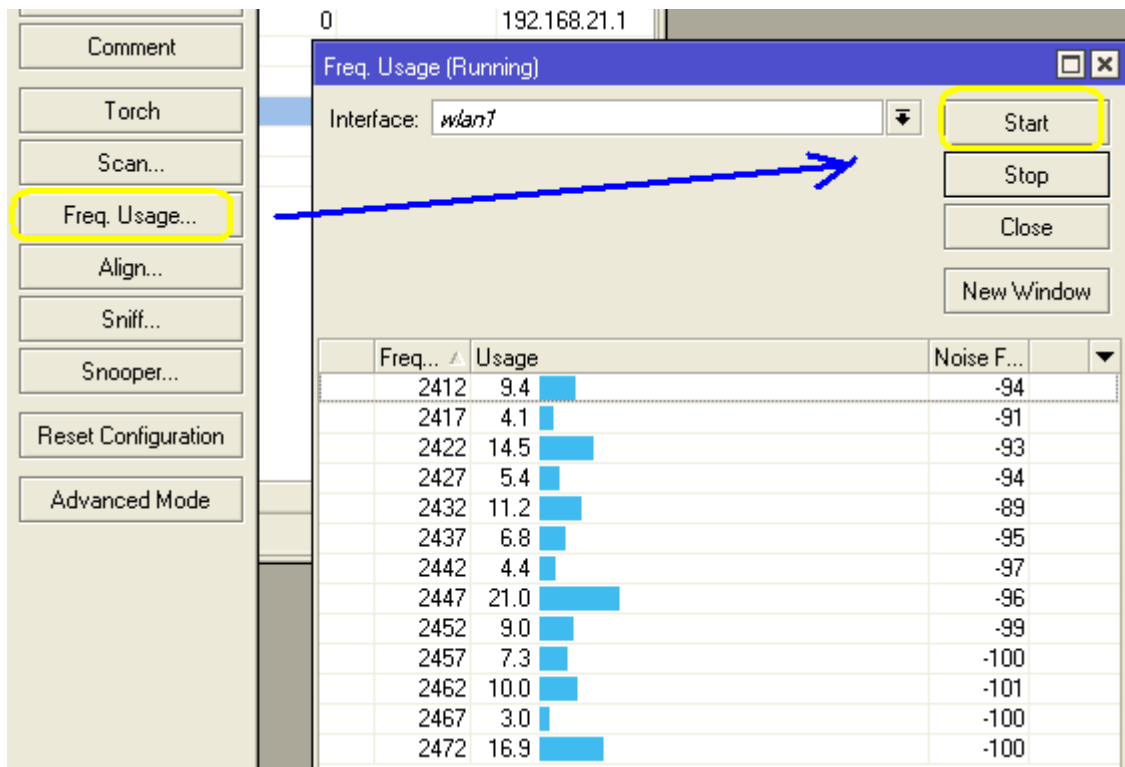 0 192.168.21.1
Comment
Torch
Scan...
Freq. Usage...
Align...
Sniff...
Snooper...
Reset Configuration
Advanced Mode
Freq. Usage (Running)
Interface: wlan1
Start
Stop
Close
New Window
Freq... Usage Noise F...
2412 9.4 -94
2417 4.1 -91
2422 14.5 -93
2427 5.4 -94
2432 11.2 -89
2437 6.8 -95
2442 4.4 -97
2447 21.0 -96
2452 9.0 -99
2457 7.3 -100
2462 10.0 -101
2467 3.0 -100
2472 16.9 -100